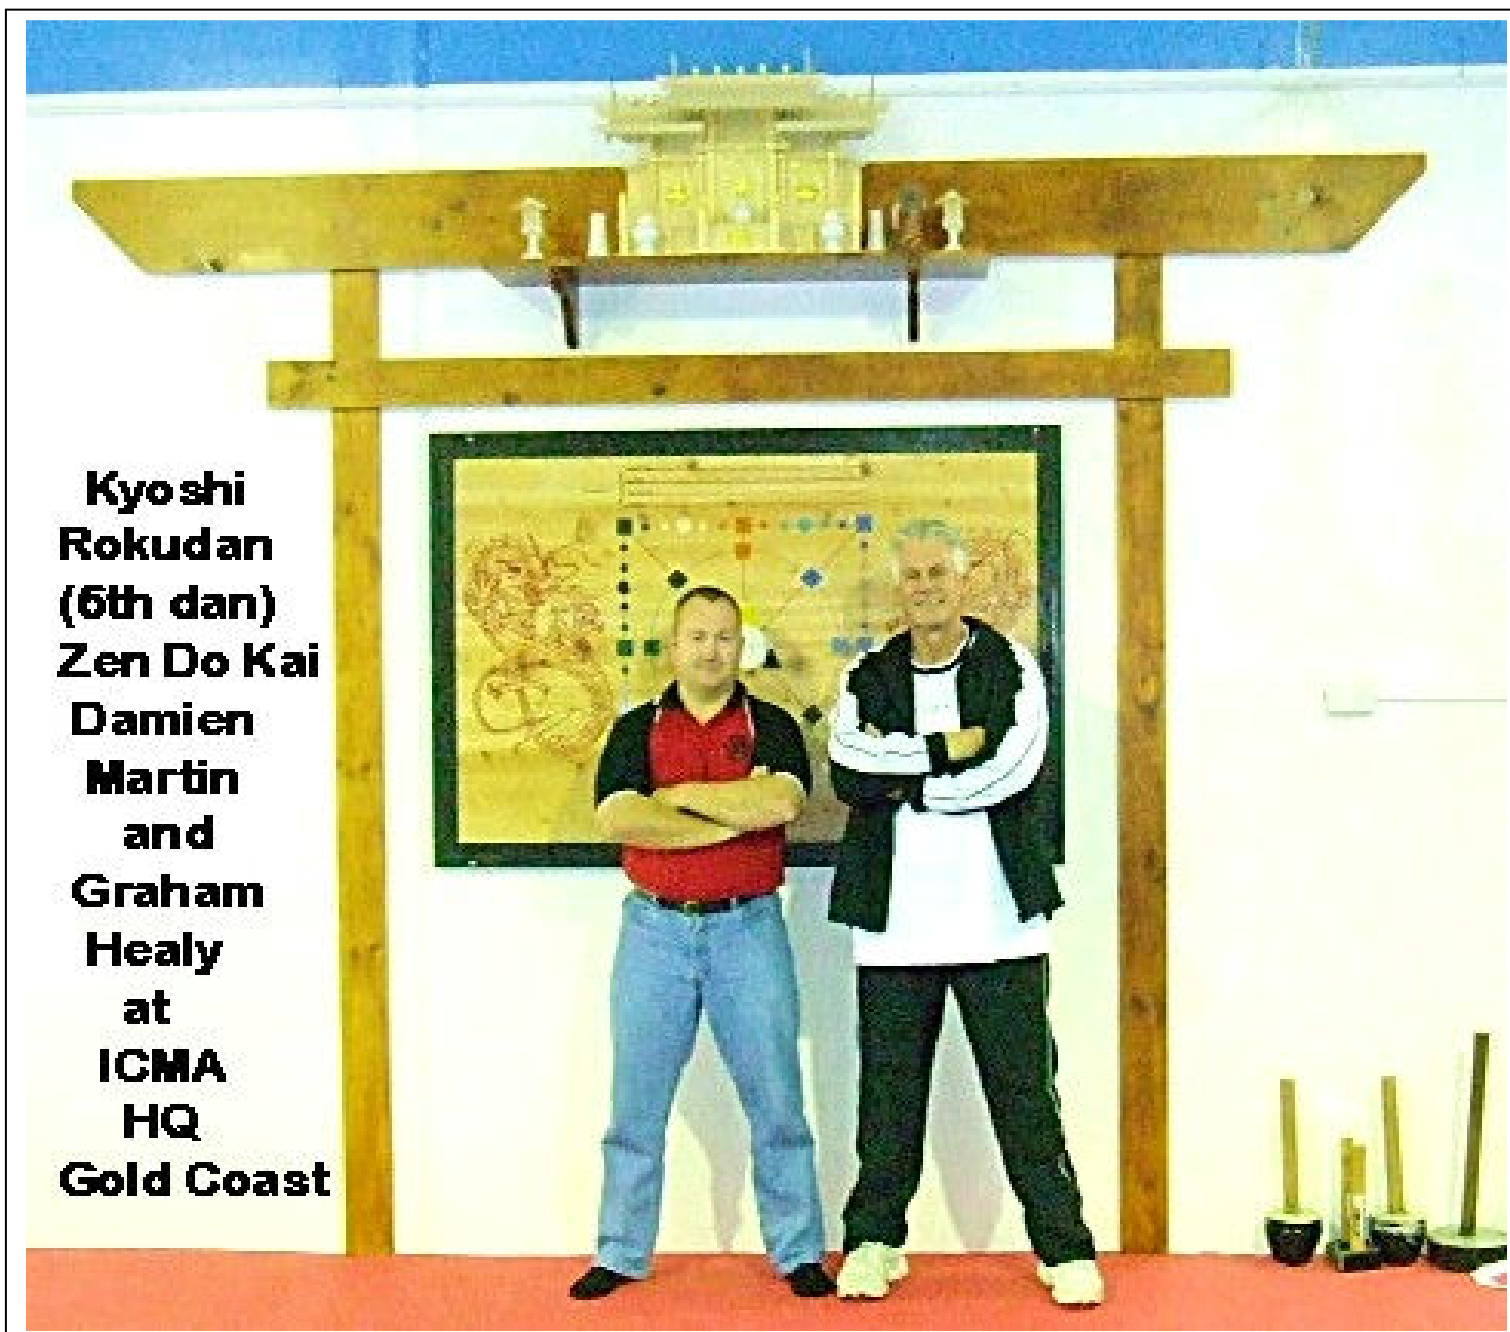 Kyoshi
Rokudan
(6th dan)
Zen Do Kai
Damien
Martin
and
Graham
Healy
at
ICMA
HQ
Gold Coast